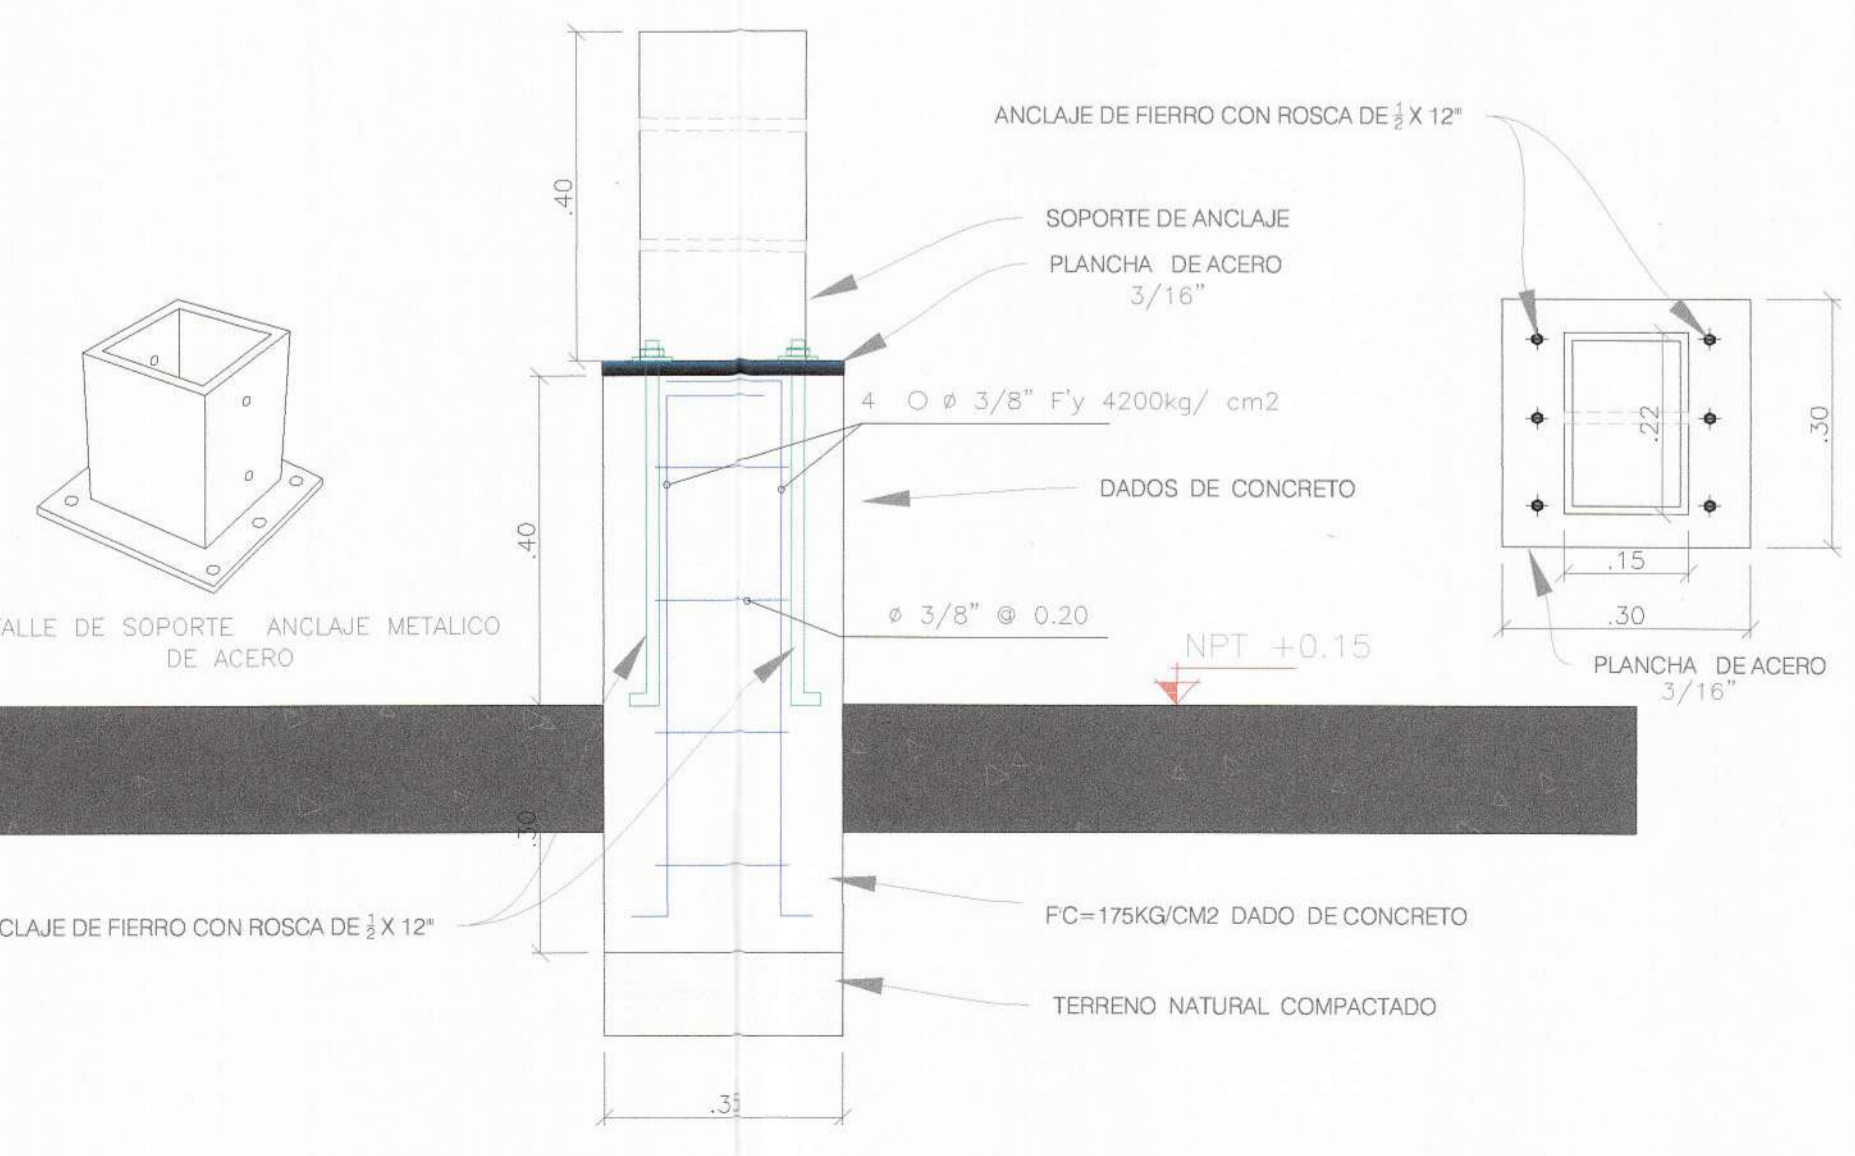 .40
ANCLAJE DE FIERRO CON ROSCA DE ½ X 12"
SOPORTE DE ANCLAJE
PLANCHA DE ACERO
3/16"
4 O ø 3/8" F'y 4200kg/ cm2
DADOS DE CONCRETO
.40
ø 3/8" @ 0.20
NPT +0.15
ALLE DE SOPORTE ANCLAJE METALICO
DE ACERO
.22
.30
.15
.30
PLANCHA DE ACERO
3/16"
.30
CLAJE DE FIERRO CON ROSCA DE ½ X 12"
F'C=175KG/CM2 DADO DE CONCRETO
TERRENO NATURAL COMPACTADO